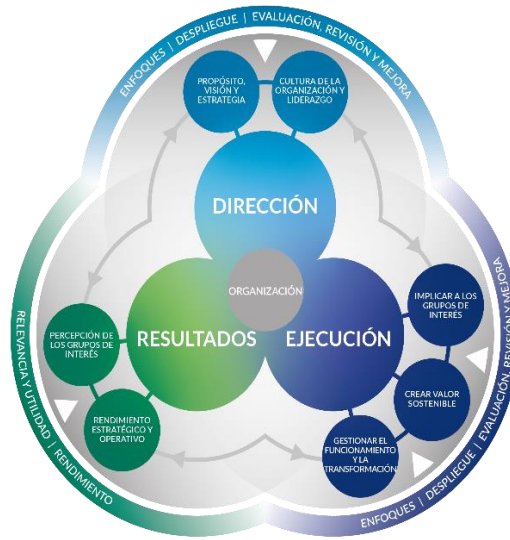 ENFOQUES | DESPLIEGUE | EVALUACIÓN, REVISIÓN Y MEJORA
PROPÓSITO,
VISIÓN Y
ESTRATEGIA
CULTURA DE LA
ORGANIZACIÓN Y
LIDERAZGO
DIRECCIÓN
ORGANIZACIÓN
RESULTADOS
EJECUCIÓN
PERCEPCIÓN DE
LOS GRUPOS DE
INTERÉS
RENDIMIENTO
ESTRATÉGICO Y
OPERATIVO
IMPLICAR A LOS
GRUPOS DE
INTERÉS
CREAR VALOR
SOSTENIBLE
GESTIONAR EL
FUNCIONAMIENTO
Y LA
TRANSFORMACIÓN
RELEVANCIA Y UTILIDAD | RENDIMIENTO
ENFOQUES | DESPLIEGUE | EVALUACIÓN, REVISIÓN Y MEJORA